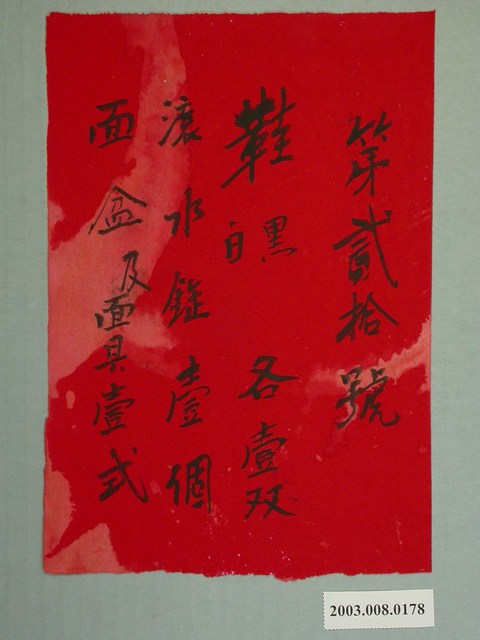 第貳拾號
鞋 黑白 各壹双
滾水錠壹個
面盆及面具壹式
2003.008.0178